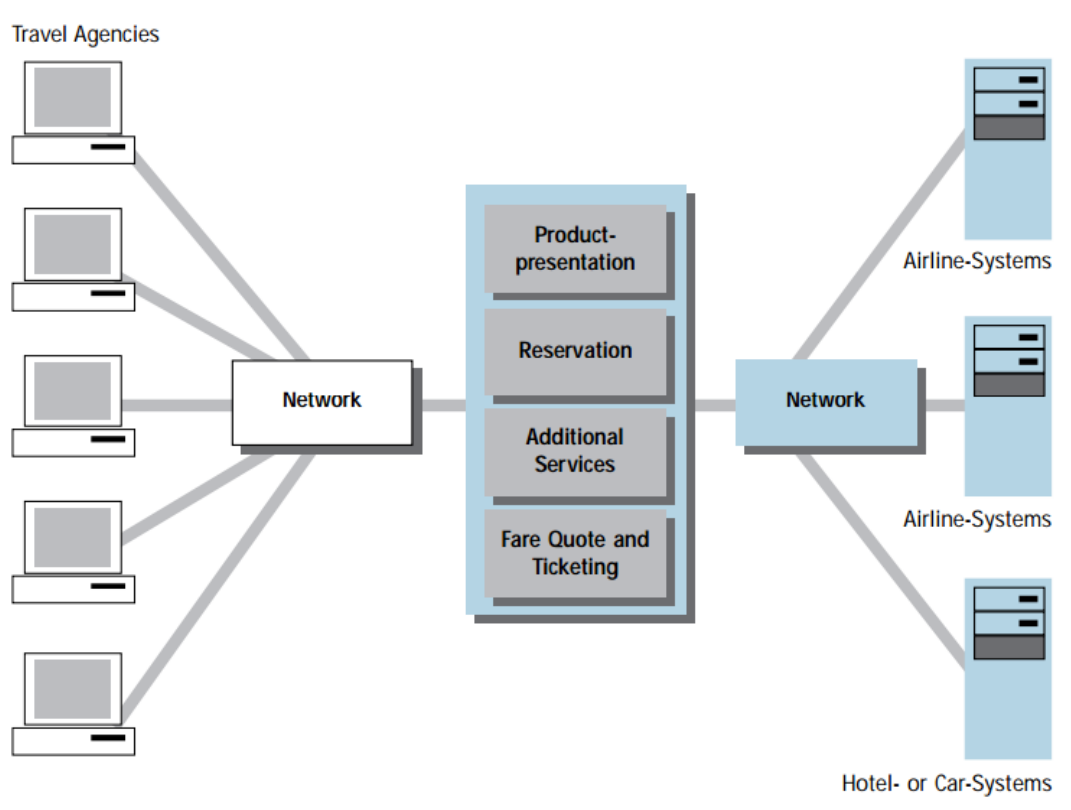 Travel Agencies
Product-
presentation
Reservation
Additional
Services
Fare Quote and
Ticketing
Network
Network
Airline-Systems
Airline-Systems
Hotel- or Car-Systems